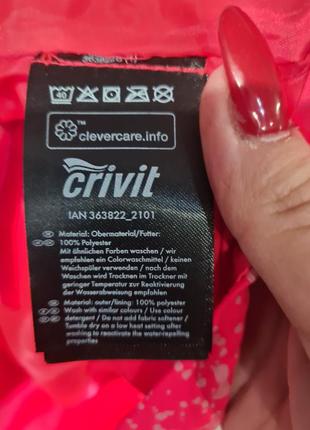 40
clevercare.info
crivit
IAN 363822_2101
Material: Obermaterial/Futter:
100% Polyester
Mit ähnlichen Farben waschen / wir
empfehlen ein Colorwaschmittel / keinen
Weichspüler verwenden / nach dem
Waschen wird Trocknen im Trockner mit
geringer Temperatur zur Reaktivierung
der Wasserabweisung empfohlen
Material: outer/lining: 100% polyester
Wash with similar colours / Use colour
detergent / Do not add fabric softener /
Tumble dry on a low heat setting after
washing to reactivate the water-repelling
properties